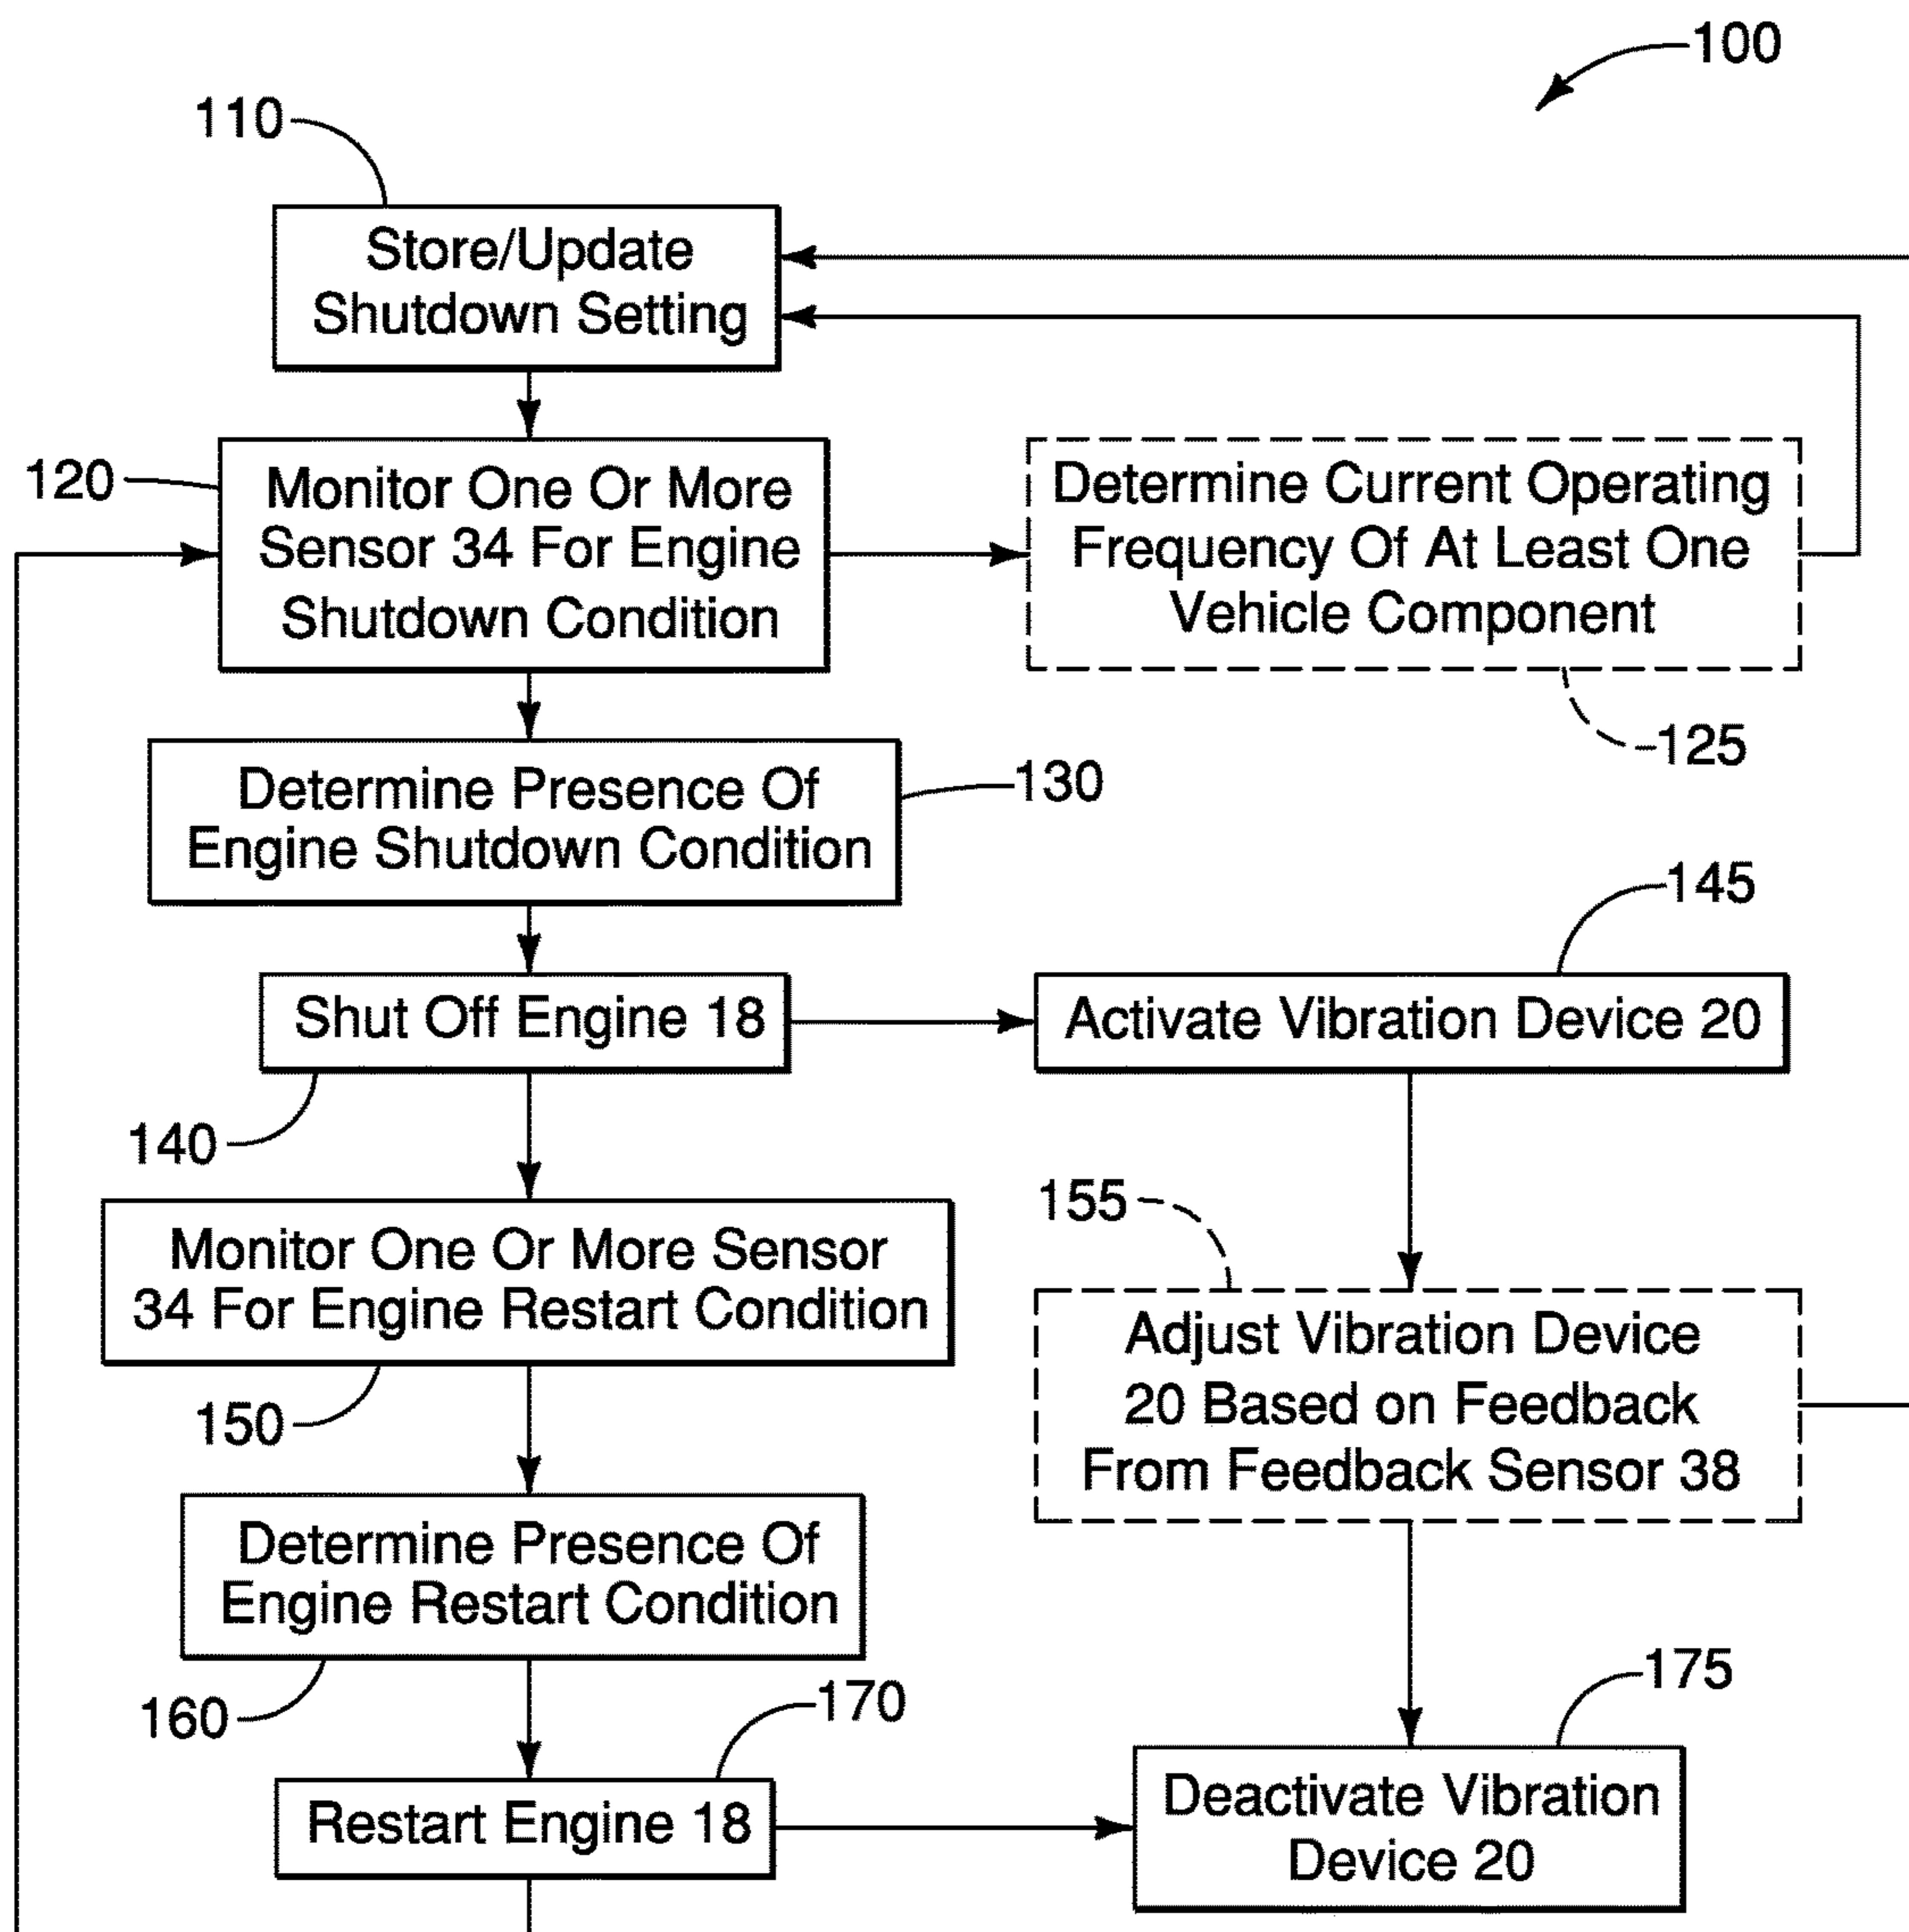 100
110
Store/Update
Shutdown Setting
120
Monitor One Or More
Sensor 34 For Engine
Shutdown Condition
Determine Current Operating
Frequency Of At Least One
Vehicle Component
125
Determine Presence Of
Engine Shutdown Condition
130
145
Shut Off Engine 18
Activate Vibration Device 20
140
155
Monitor One Or More Sensor
34 For Engine Restart Condition
150
Adjust Vibration Device
20 Based on Feedback
From Feedback Sensor 38
Determine Presence Of
Engine Restart Condition
160
170
175
Restart Engine 18
Deactivate Vibration
Device 20